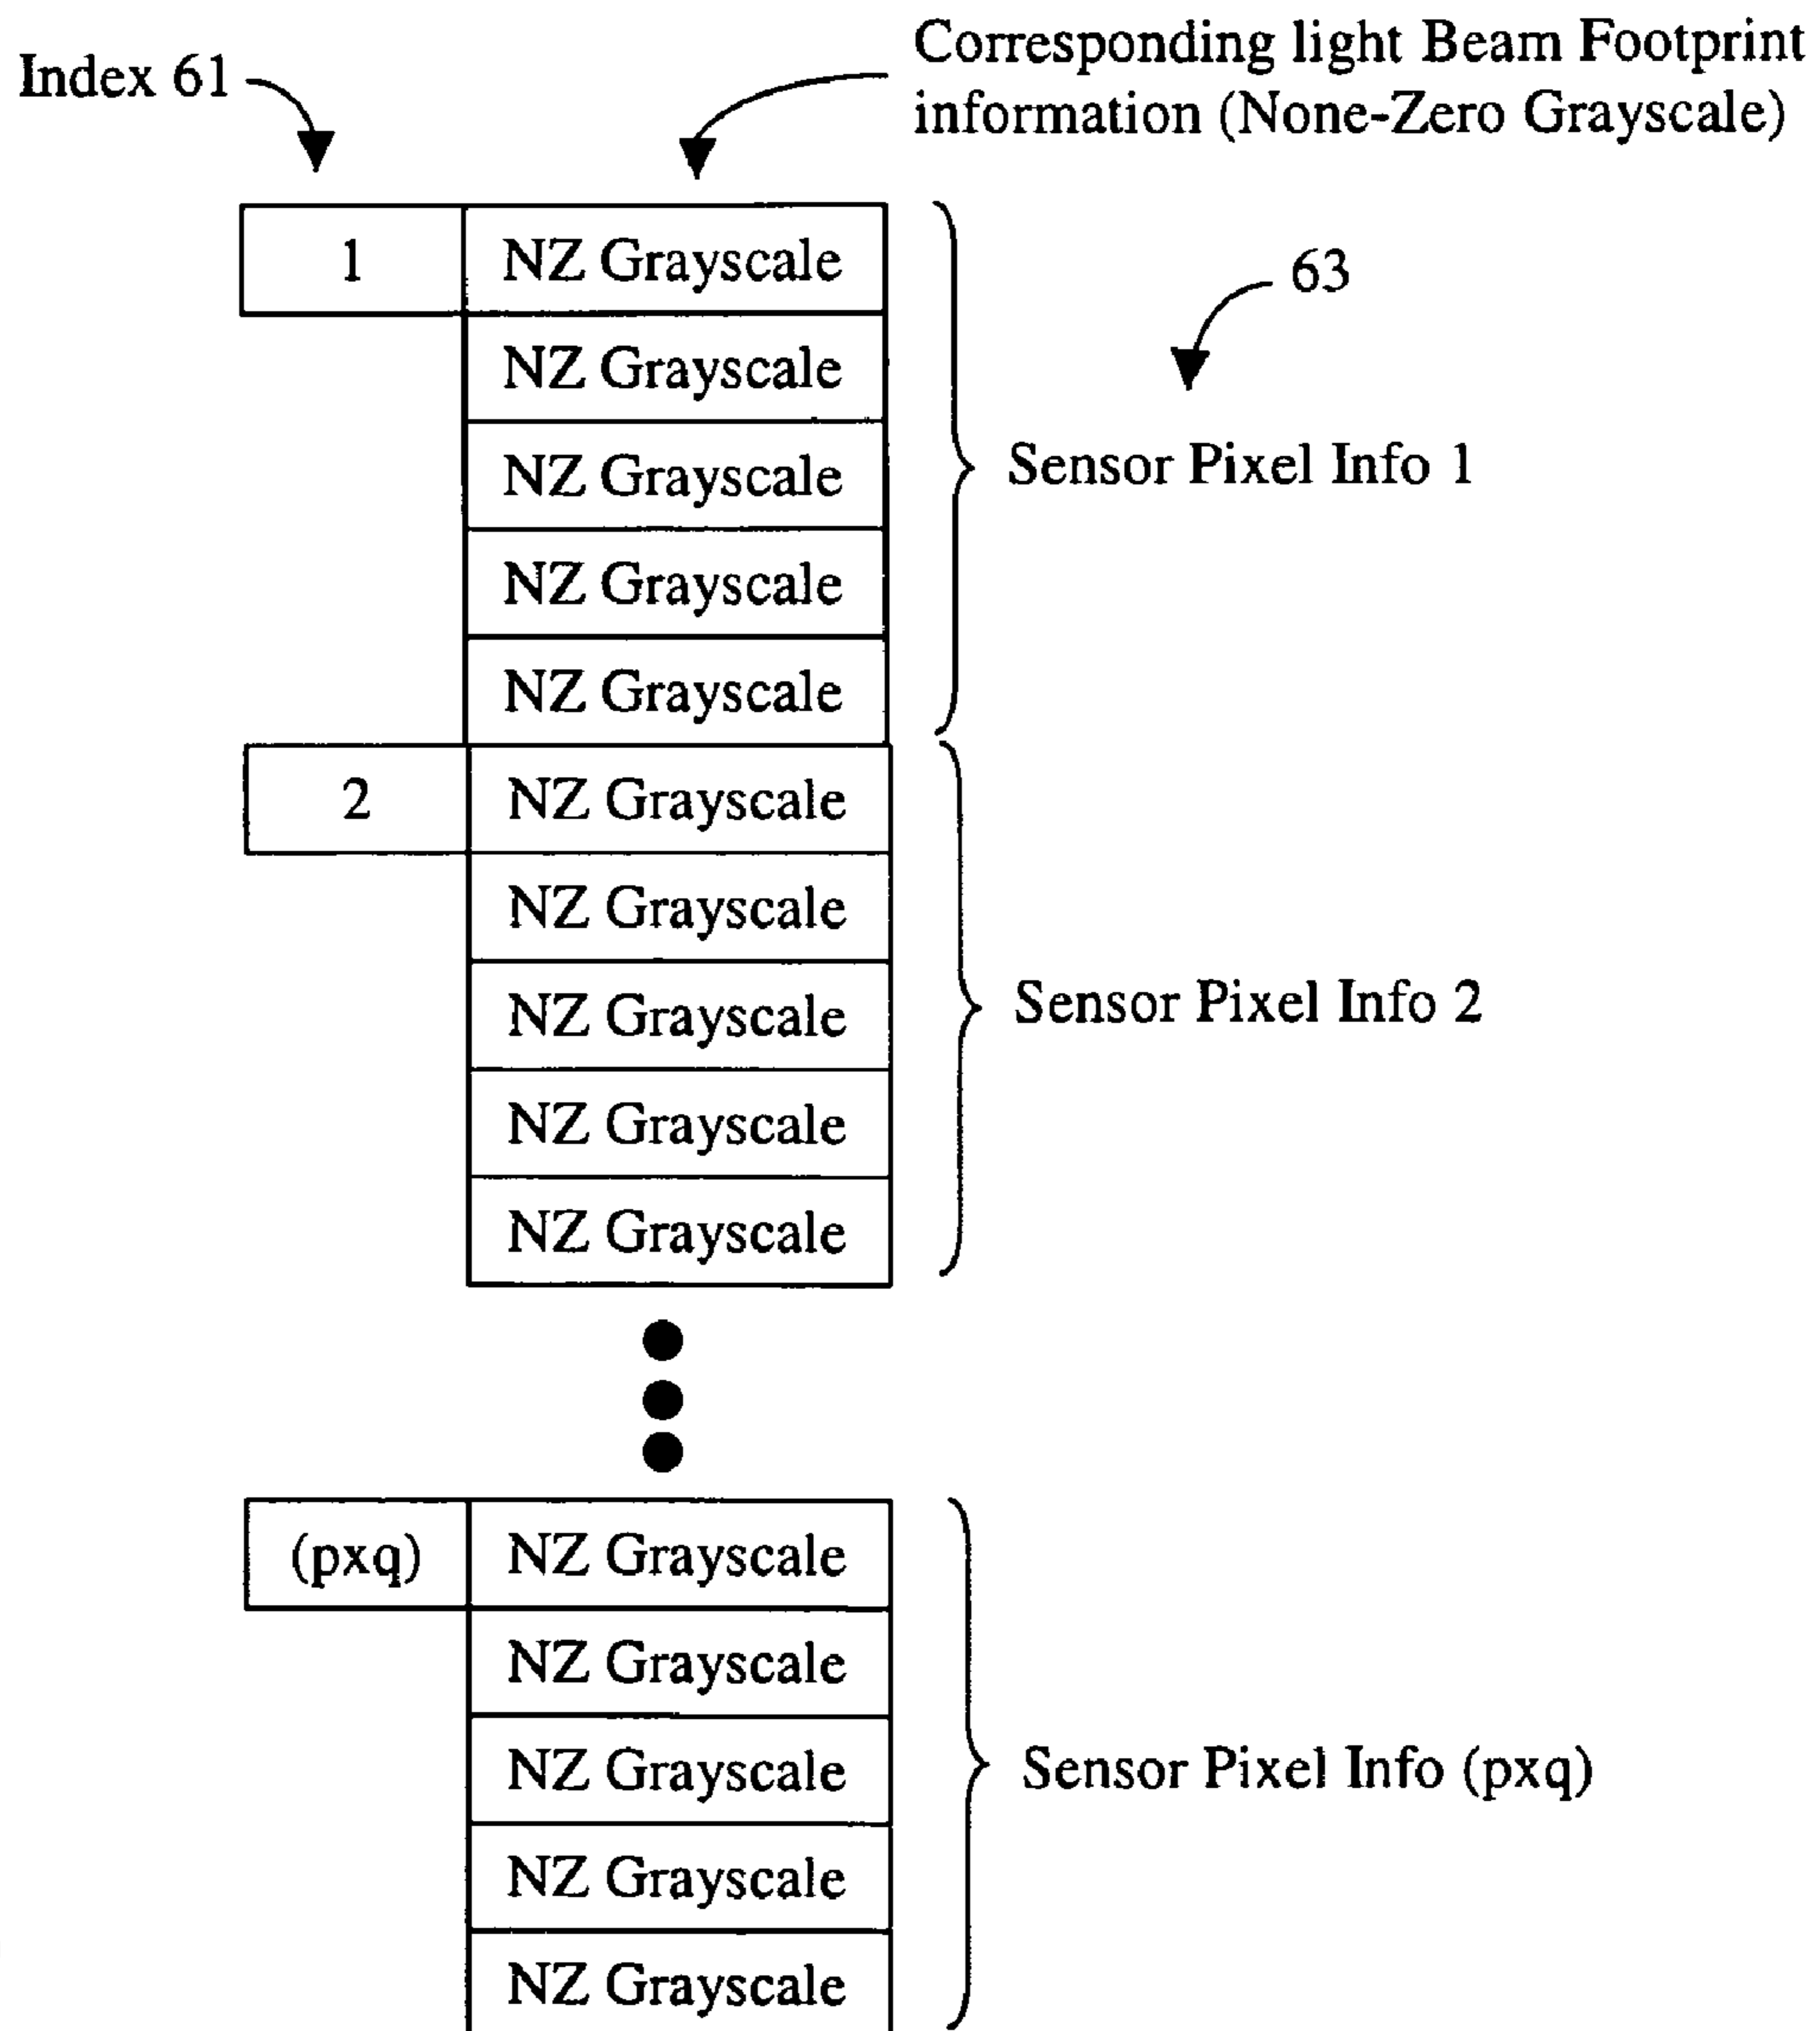 Corresponding light Beam Footprint
Index 61
information (None-Zero Grayscale)
1 NZ Grayscale
63
NZ Grayscale
NZ Grayscale
Sensor Pixel Info 1
NZ Grayscale
NZ Grayscale
2 NZ Grayscale
NZ Grayscale
NZ Grayscale
Sensor Pixel Info 2
NZ Grayscale
NZ Grayscale
(pxq) NZ Grayscale
NZ Grayscale
NZ Grayscale
Sensor Pixel Info (pxq)
NZ Grayscale
NZ Grayscale